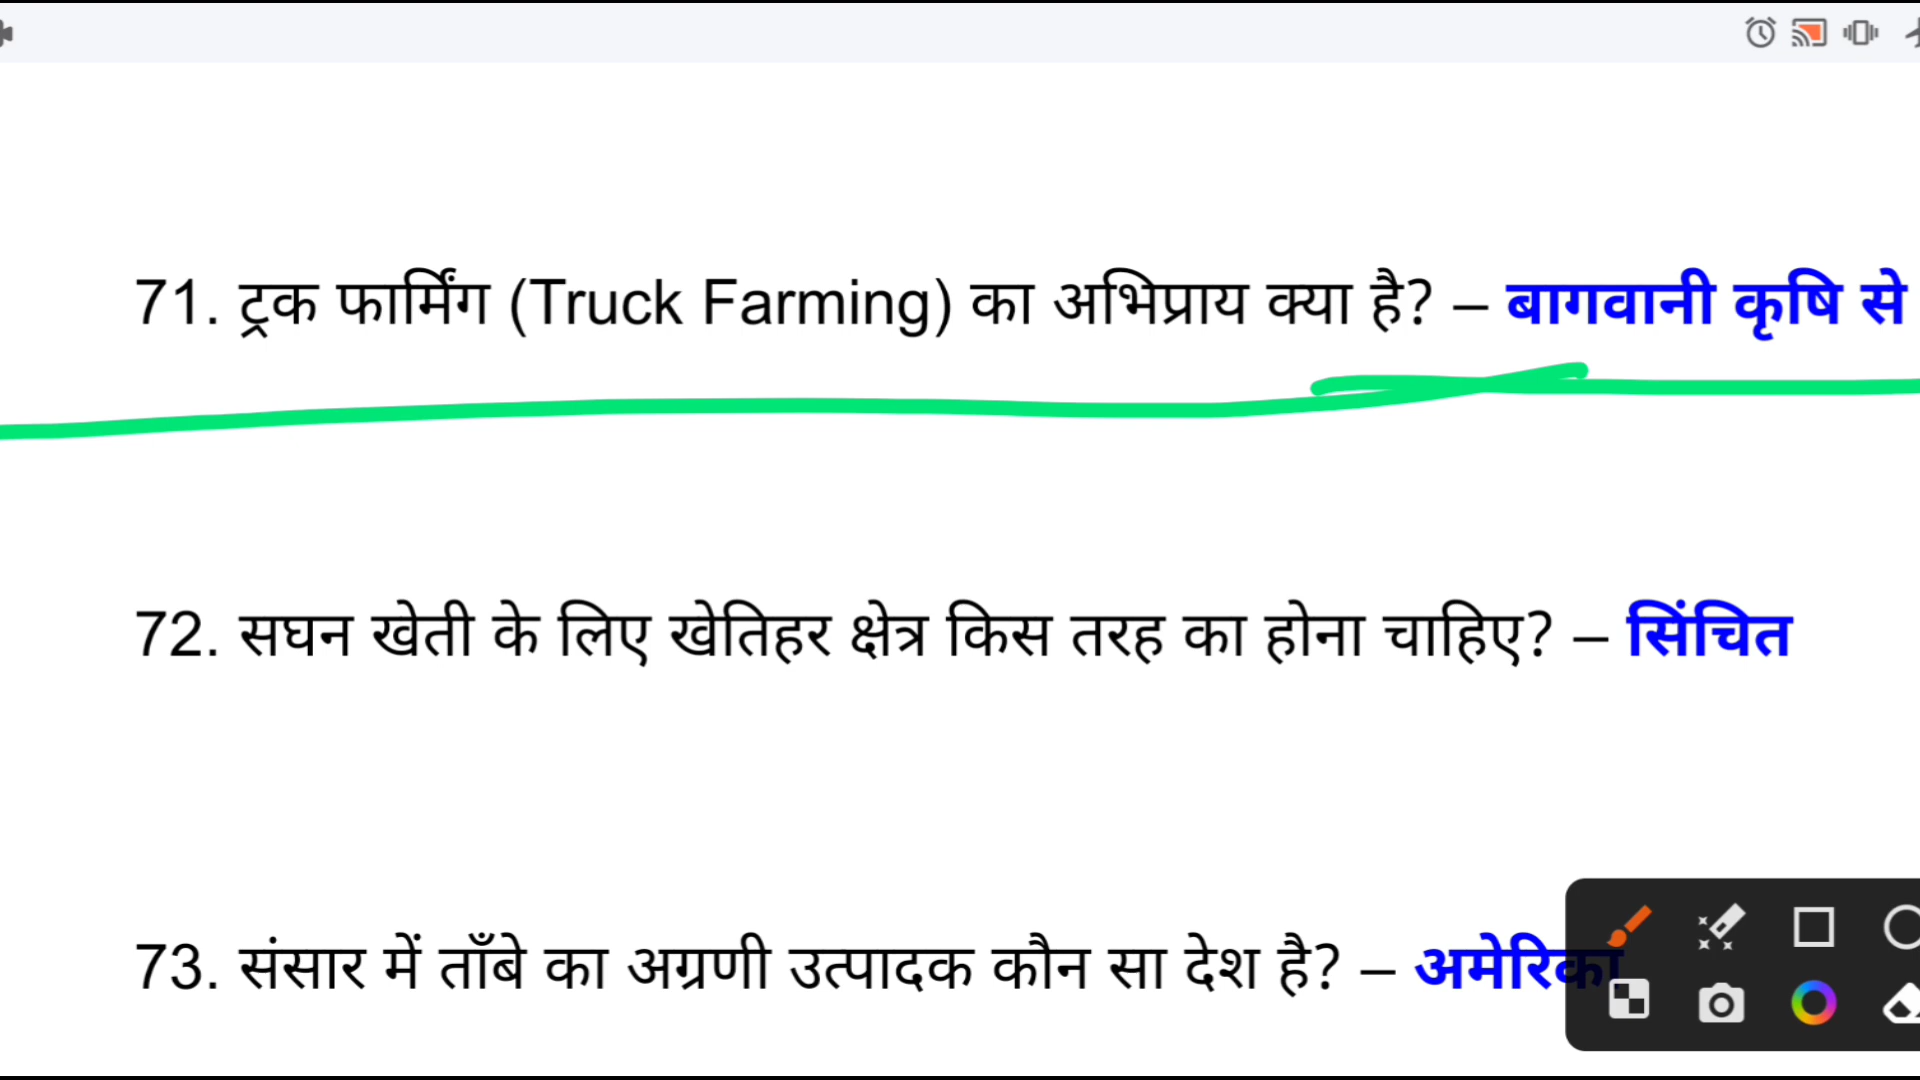 71. ट्रक फार्मिंग (Truck Farming) का अभिप्राय क्या है? – बागवानी कृषि से
72. सघन खेती के लिए खेतिहर क्षेत्र किस तरह का होना चाहिए? – सिंचित
73. संसार में ताँबे का अग्रणी उत्पादक कौन सा देश है? – अमेरिका